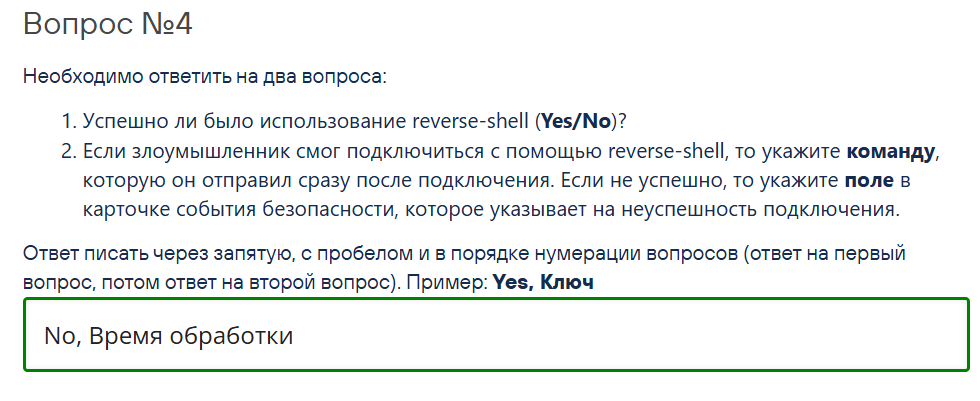 Вопрос №4
Необходимо ответить на два вопроса:
1. Успешно ли было использование reverse-shell (Yes/No)?
2. Если злоумышленник смог подключиться с помощью reverse-shell, то укажите команду,
которую он отправил сразу после подключения. Если не успешно, то укажите поле в
карточке события безопасности, которое указывает на неуспешность подключения.
Ответ писать через запятую, с пробелом и в порядке нумерации вопросов (ответ на первый
вопрос, потом ответ на второй вопрос). Пример: Yes, Ключ
No, Время обработки